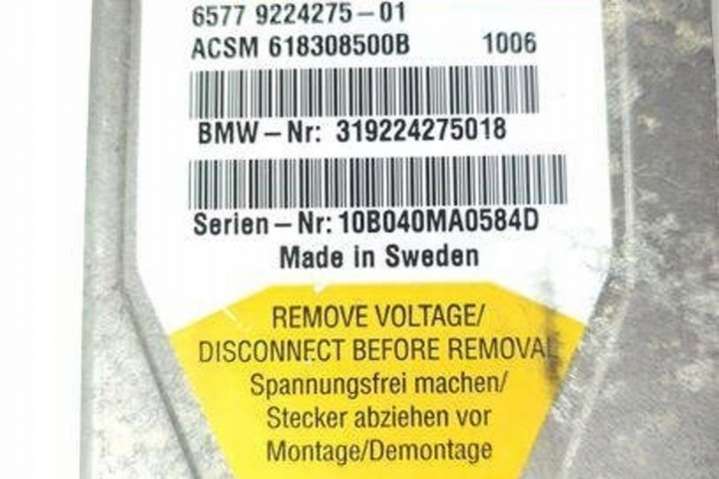 6577 9224275-01
ACSM 618308500B 1006
BMW-Nr: 319224275018
Serien-Nr: 10B040MA0584D
Made in Sweden
REMOVE VOLTAGE/
DISCONNECT BEFORE REMOVAL
Spannungsfrei machen/
Stecker abziehen vor
Montage/Demontage